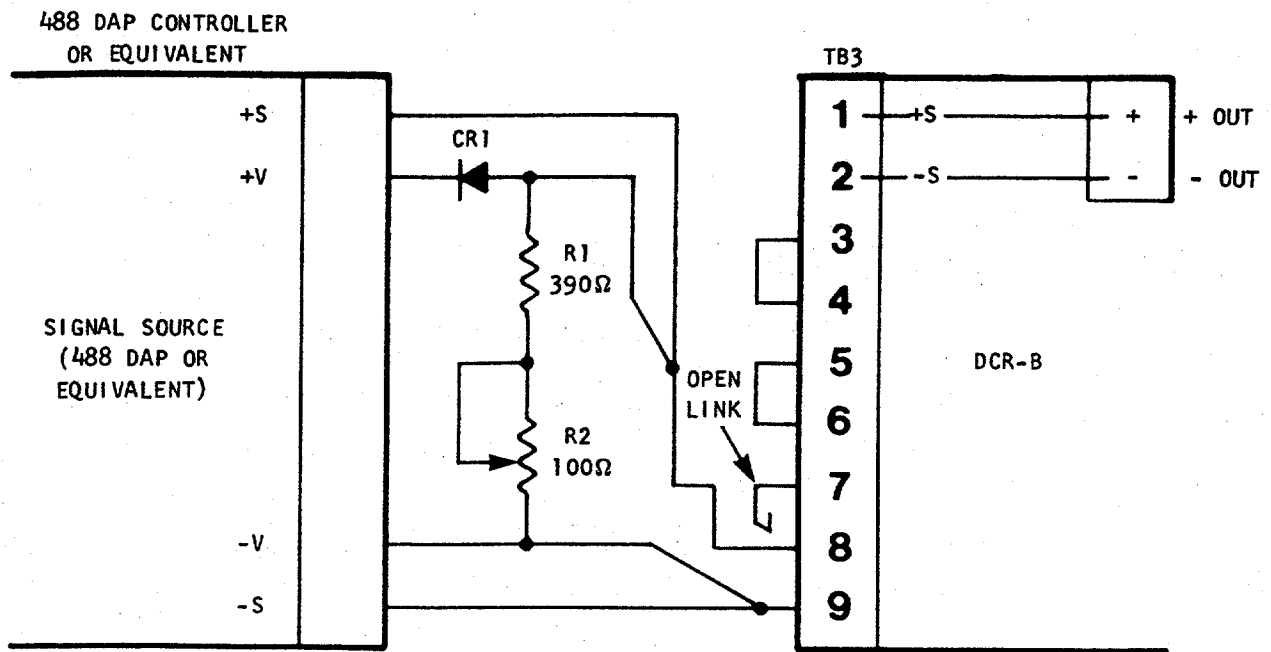 488 DAP CONTROLLER
OR EQUIVALENT
+S
+V
SIGNAL SOURCE
(488 DAP OR
EQUIVALENT)
-V
-S
CR1
R1
390Ω
R2
100Ω
OPEN
LINK
TB3
1
2
3
4
5
6
7
8
9
+S
-S
+
-
+ OUT
- OUT
DCR-B